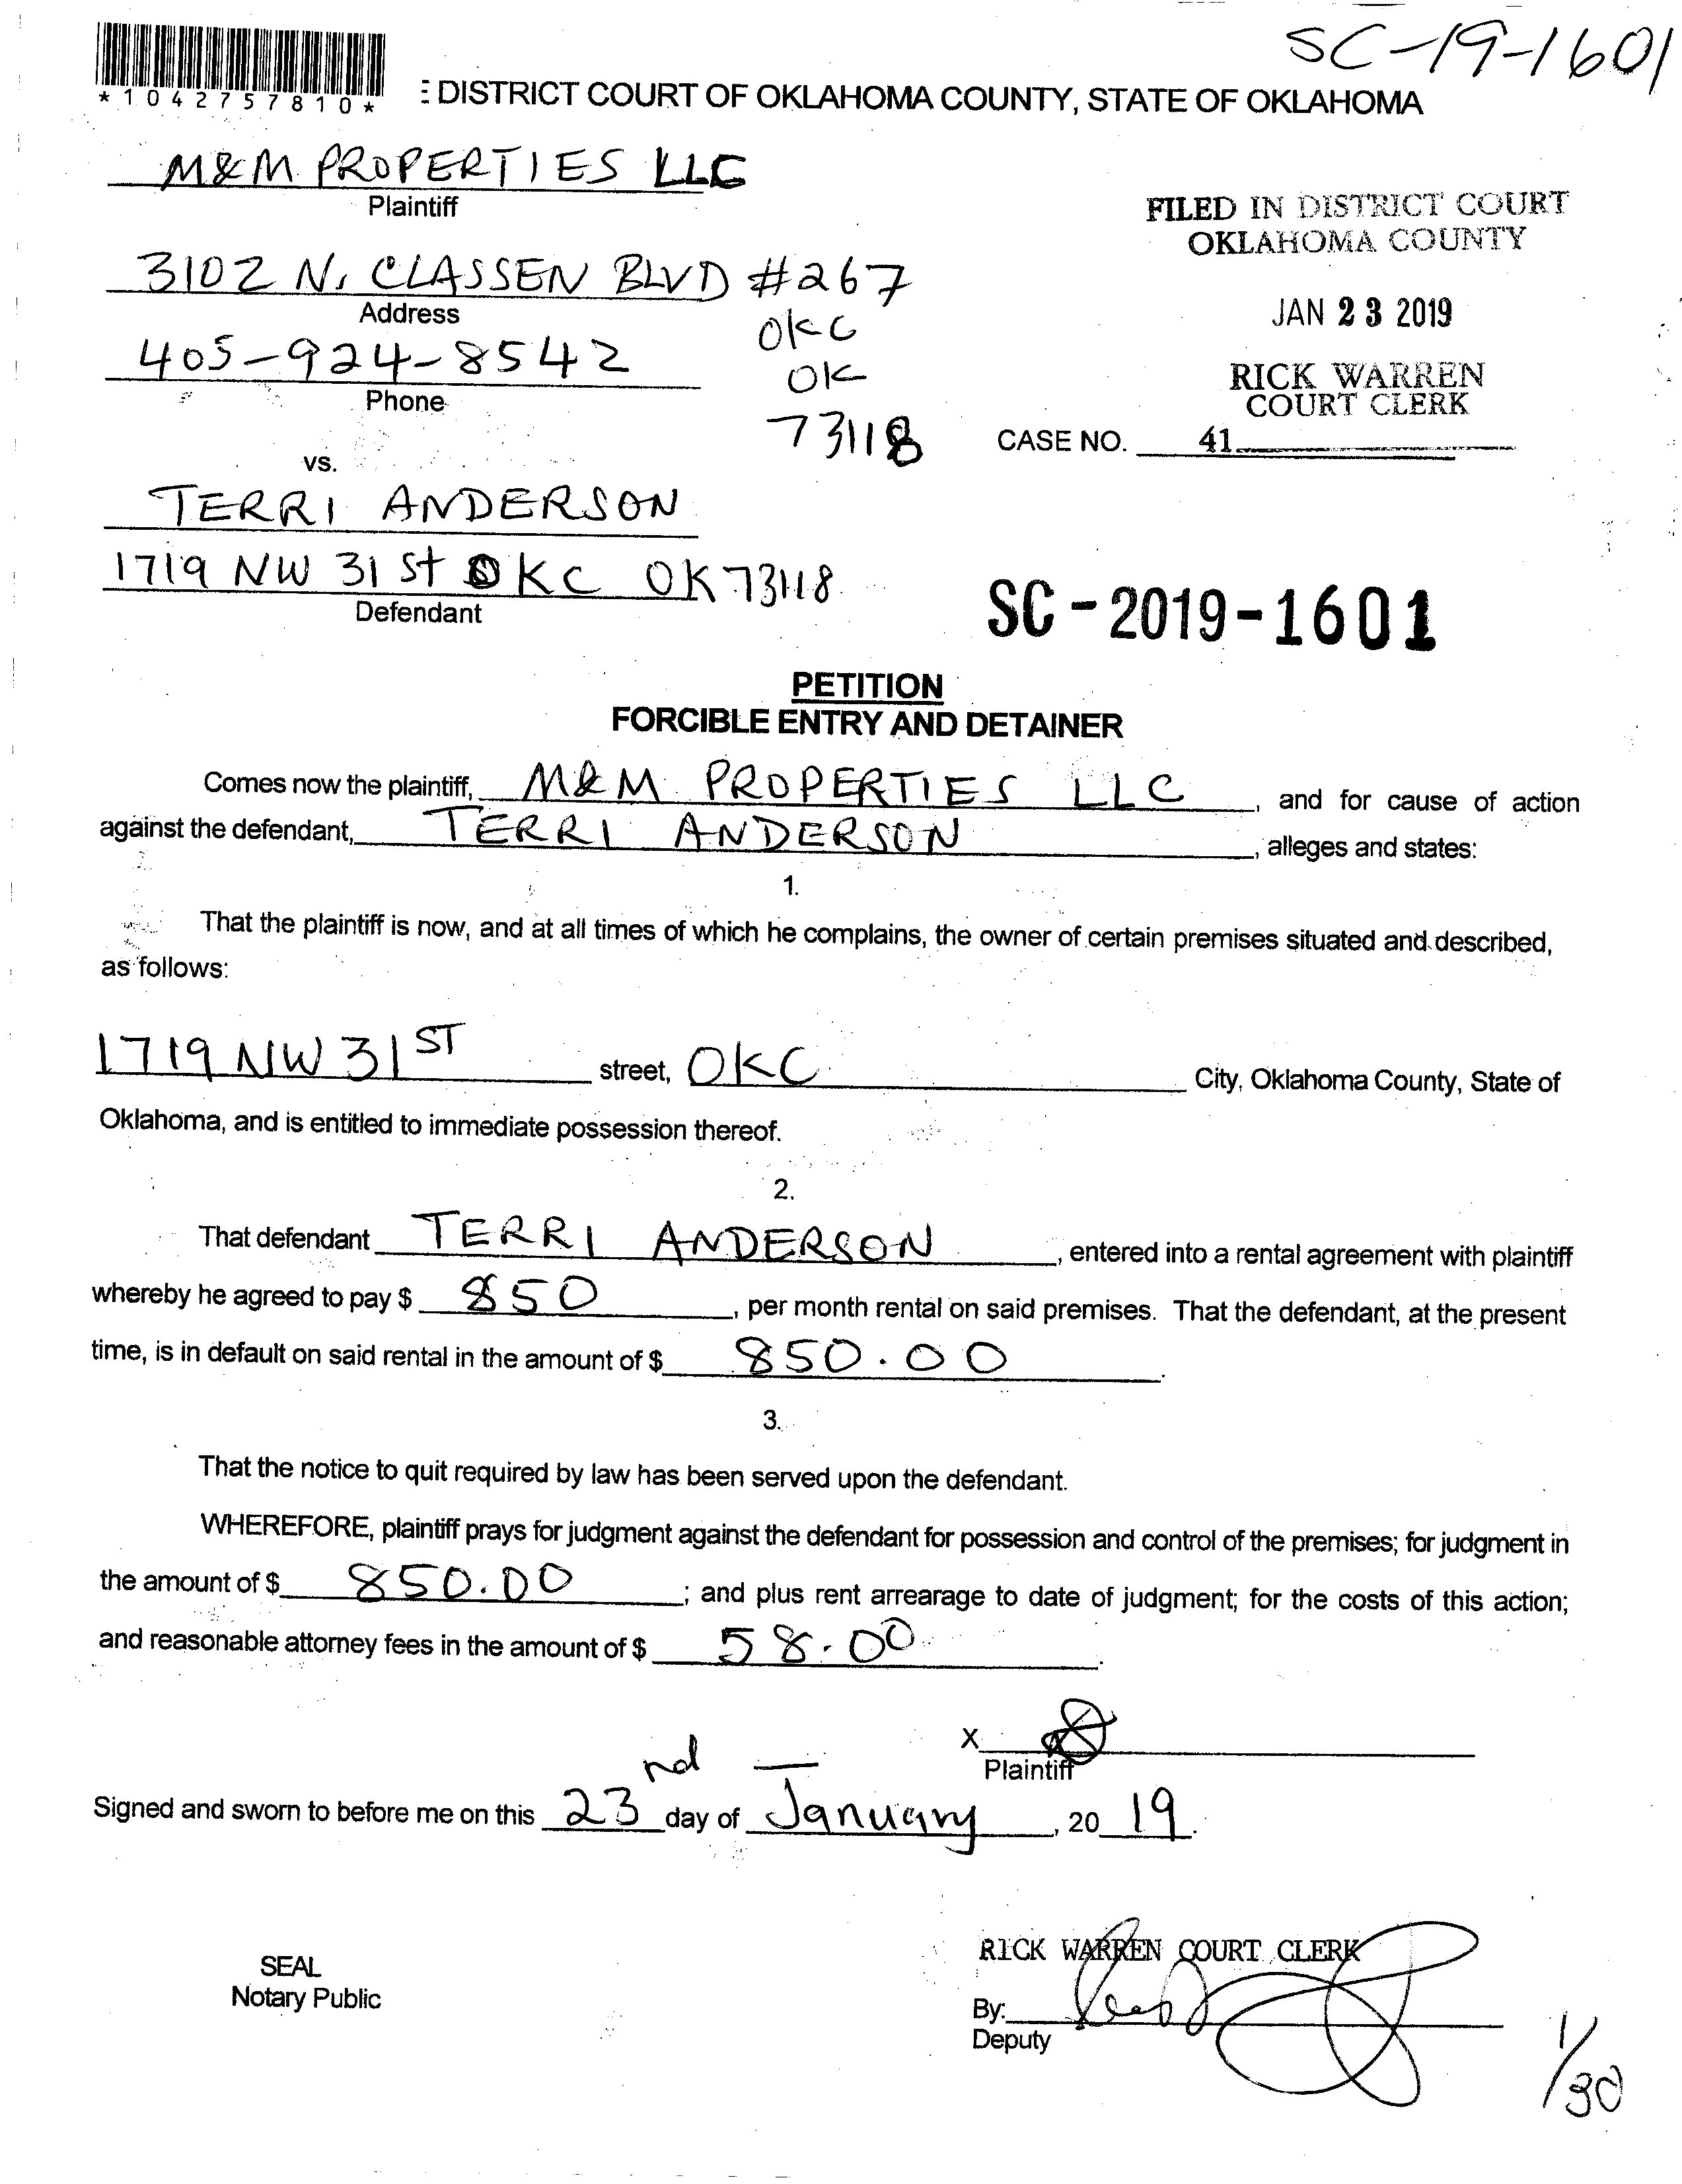 SC-19-1601
*1042757810*
E DISTRICT COURT OF OKLAHOMA COUNTY, STATE OF OKLAHOMA
M&M PROPERTIES LLC
Plaintiff
FILED IN DISTRICT COURT
OKLAHOMA COUNTY
3102 N. CLASSEN BLVD #267
Address
OKC
JAN 23 2019
405-924-8542
OK
Phone
RICK WARREN
COURT CLERK
73118
CASE NO. 41
vs.
TERRI ANDERSON
1719 NW 31 St OKC OK 73118
Defendant
SC-2019-1601
PETITION
FORCIBLE ENTRY AND DETAINER
Comes now the plaintiff, M&M PROPERTIES LLC, and for cause of action
against the defendant, TERRI ANDERSON, alleges and states:
1.
That the plaintiff is now, and at all times of which he complains, the owner of certain premises situated and described,
as follows:
1719 NW 31ST street, OKC City, Oklahoma County, State of
Oklahoma, and is entitled to immediate possession thereof.
2.
That defendant TERRI ANDERSON, entered into a rental agreement with plaintiff
whereby he agreed to pay $ 850, per month rental on said premises. That the defendant, at the present
time, is in default on said rental in the amount of $ 850.00.
3.
That the notice to quit required by law has been served upon the defendant.
WHEREFORE, plaintiff prays for judgment against the defendant for possession and control of the premises; for judgment in
the amount of $ 850.00; and plus rent arrearage to date of judgment; for the costs of this action;
and reasonable attorney fees in the amount of $ 58.00.
X
Plaintiff
Signed and sworn to before me on this 23nd day of January, 2019.
RICK WARREN COURT CLERK
SEAL
Notary Public
By:
Deputy
1/30